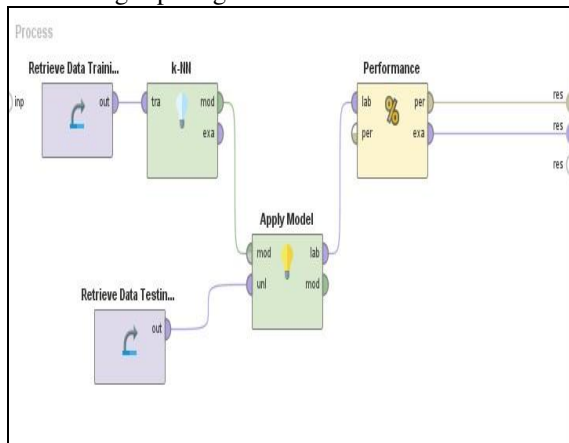 Process
Retrieve Data Traini...
inp
out
k-NN
tra
mod
exa
Performance
%
lab
per
per
exa
res
res
res
Apply Model
mod
lab
unl
mod
Retrieve Data Testin...
out